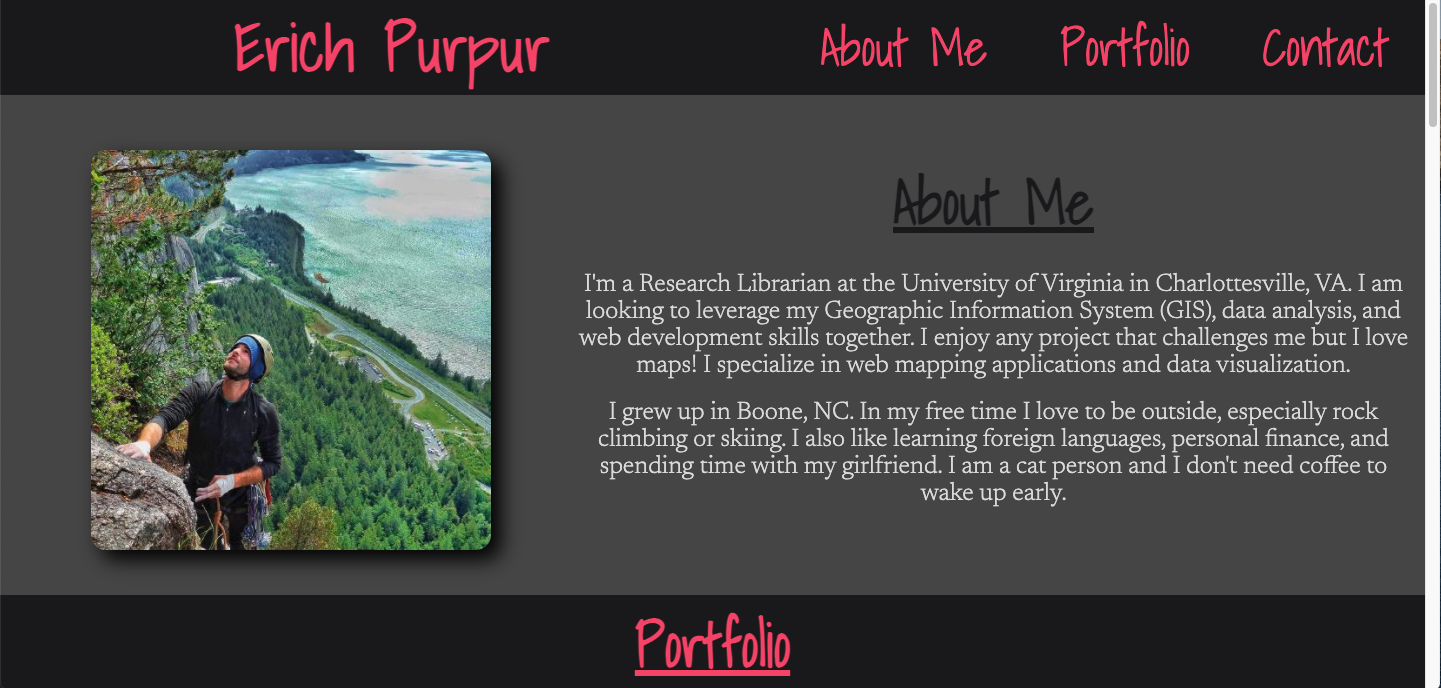 Erich Purpur
About Me
Portfolio
Contact
About Me
I'm a Research Librarian at the University of Virginia in Charlottesville, VA. I am
looking to leverage my Geographic Information System (GIS), data analysis, and
web development skills together. I enjoy any project that challenges me but I love
maps! I specialize in web mapping applications and data visualization.
I grew up in Boone, NC. In my free time I love to be outside, especially rock
climbing or skiing. I also like learning foreign languages, personal finance, and
spending time with my girlfriend. I am a cat person and I don't need coffee to
wake up early.
Portfolio